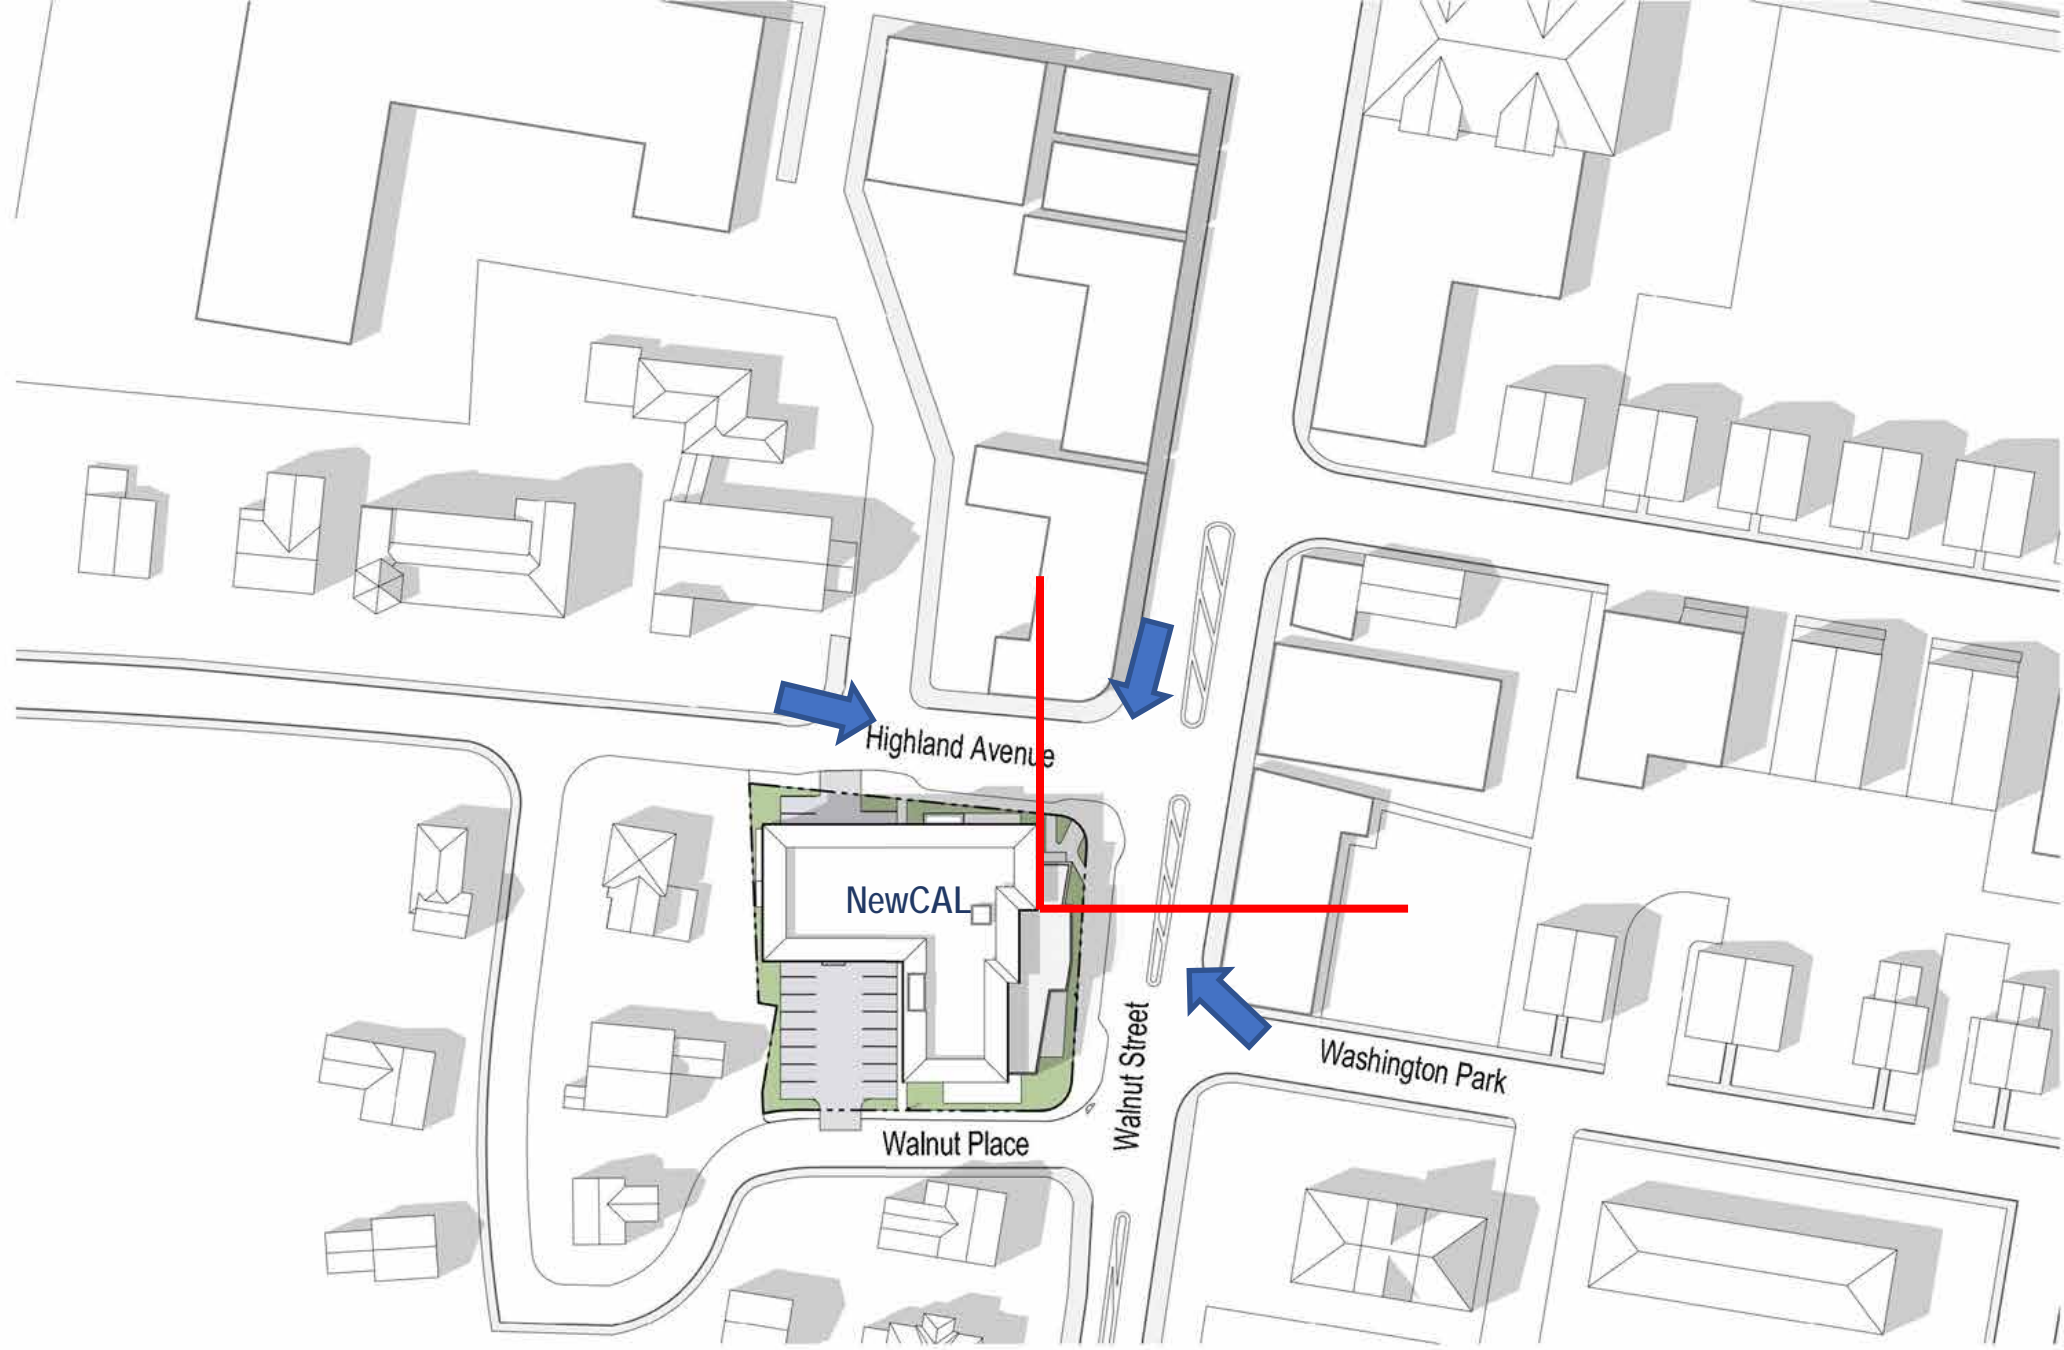 Highland Avenue
NewCAL
Walnut Street
Washington Park
Walnut Place